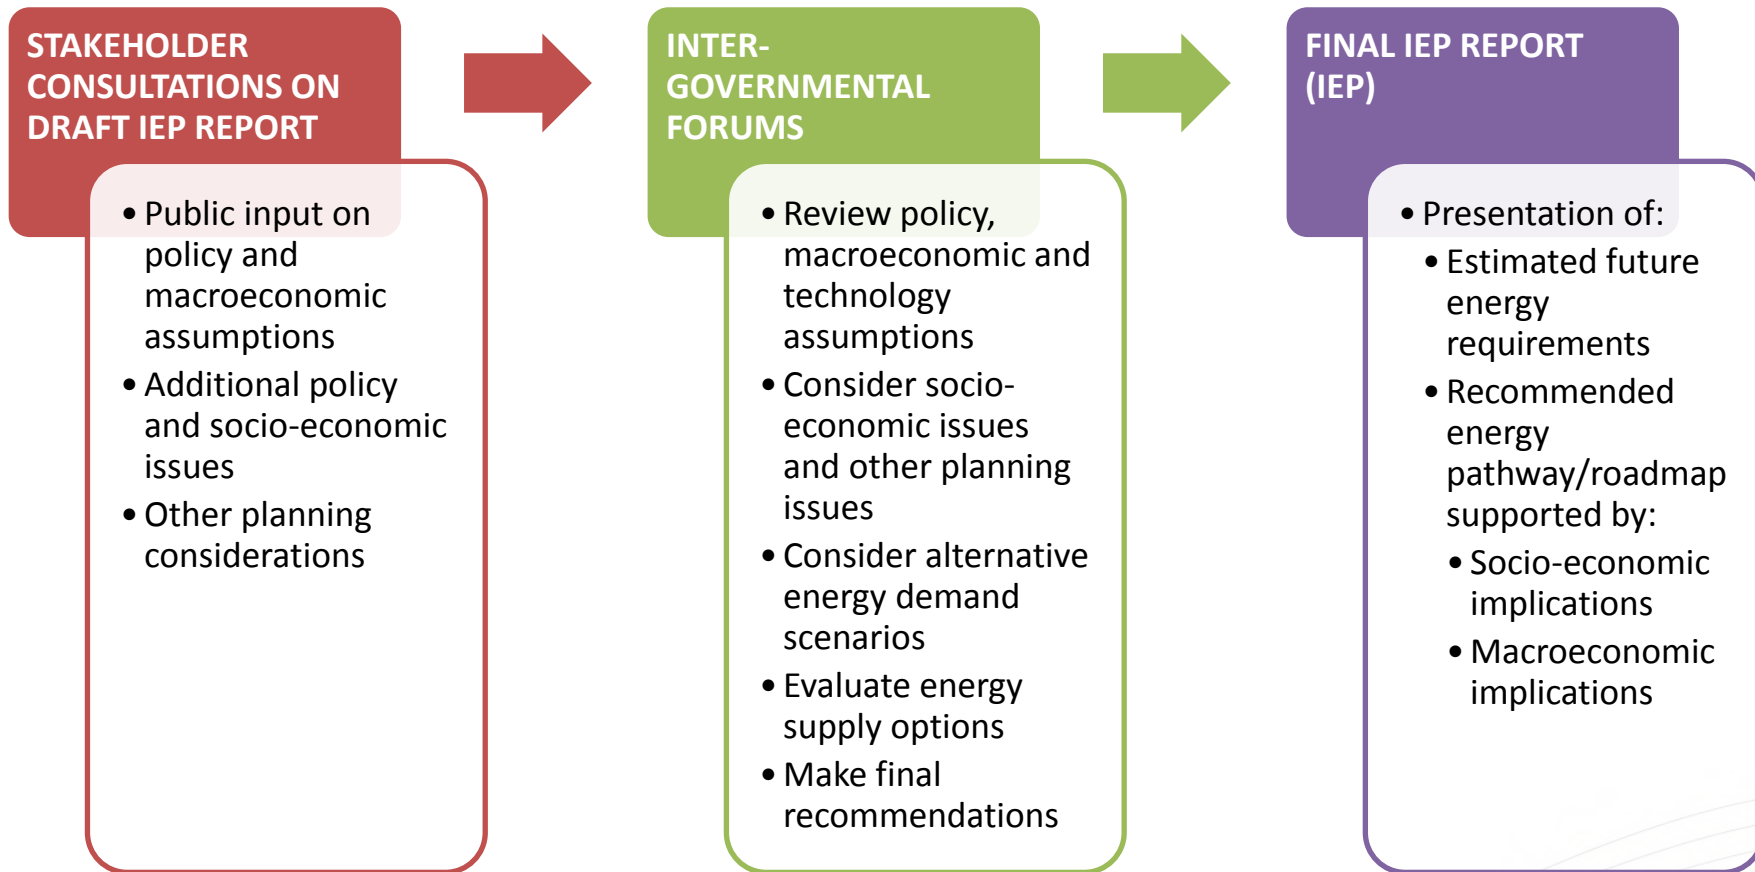 STAKEHOLDER
CONSULTATIONS ON
DRAFT IEP REPORT
• Public input on
policy and
macroeconomic
assumptions
• Additional policy
and socio-economic
issues
• Other planning
considerations
INTER-
GOVERNMENTAL
FORUMS
• Review policy,
macroeconomic and
technology
assumptions
• Consider socio-
economic issues
and other planning
issues
• Consider alternative
energy demand
scenarios
• Evaluate energy
supply options
• Make final
recommendations
FINAL IEP REPORT
(IEP)
• Presentation of:
• Estimated future
energy
requirements
• Recommended
energy
pathway/roadmap
supported by:
• Socio-economic
implications
• Macroeconomic
implications